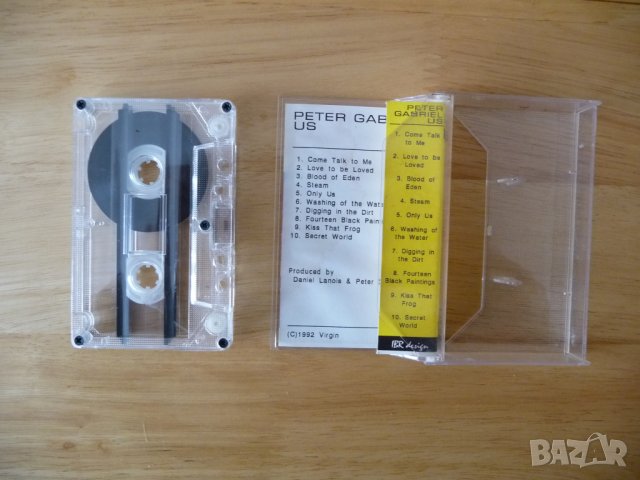 PETER GAB
US
1. Come Talk to Me
2. Love to be Loved
3. Blood of Eden
4. Steam
5. Only Us
6. Washing of the Wate
7. Digging in the Dirt
8. Fourteen Black Paintin
9. Kiss That Frog
10. Secret World
Produced by
Daniel Lanois & Peter
(C)1992 Virgin
PETER
GABRIEL
US
1. Come Talk
to Me
2. Love to be
Loved
3. Blood of
Eden
4. Steam
5. Only Us
6. Washing of
the Water
7. Digging in
the Dirt
8. Fourteen
Black Paintings
9. Kiss That
Frog
10. Secret
World
IBR design
BAZAR